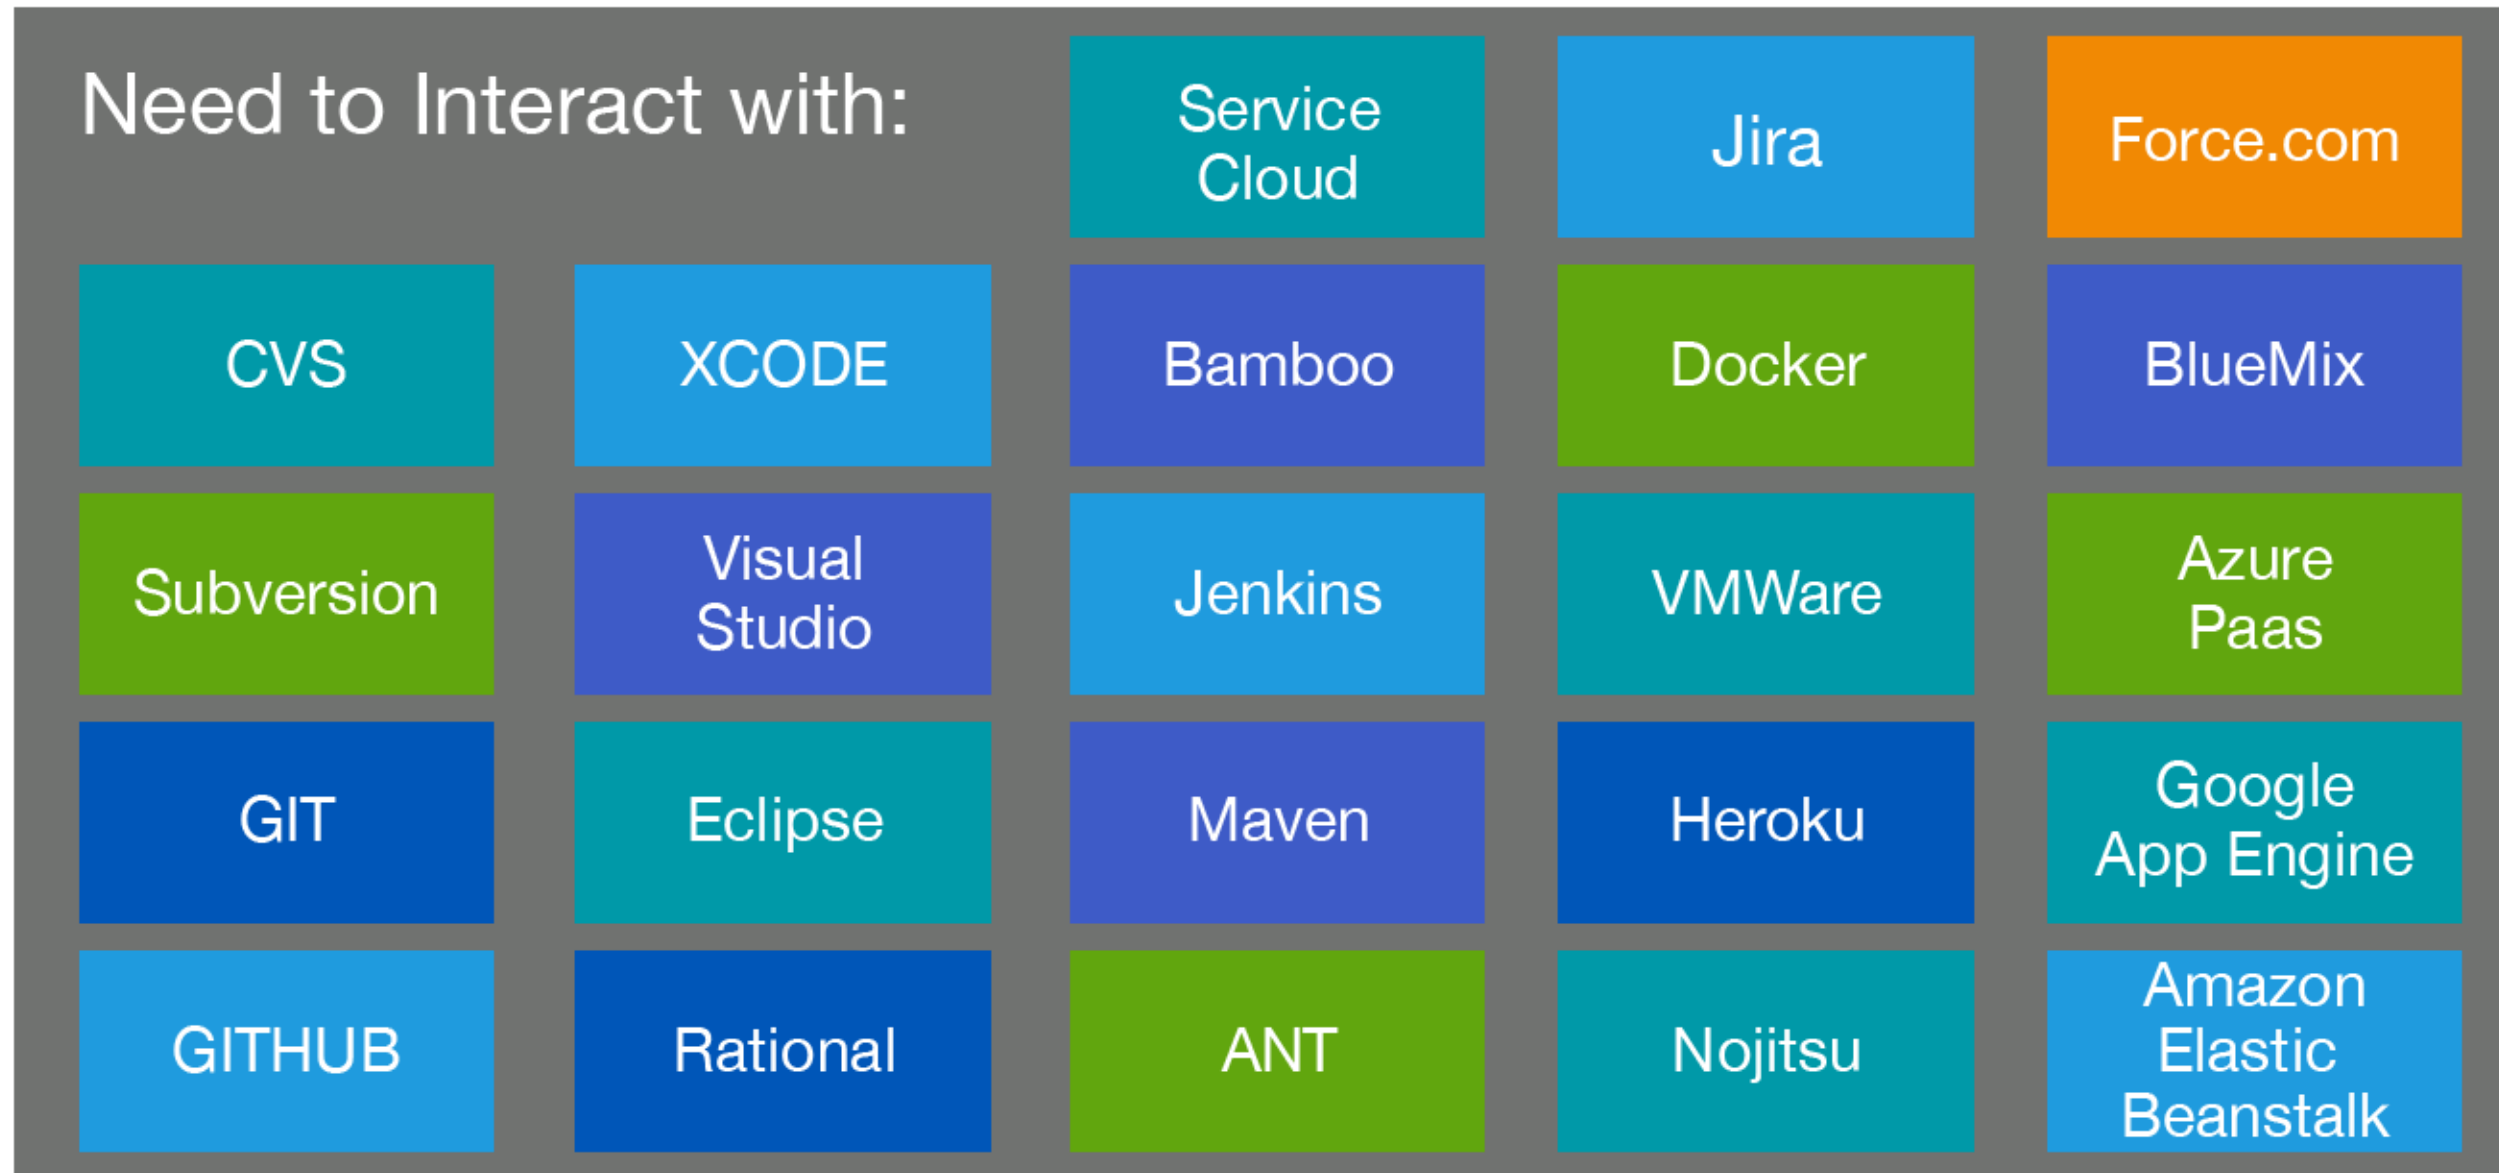 Need to Interact with:
Service
Cloud
Jira
Force.com
CVS
XCODE
Bamboo
Docker
BlueMix
Subversion
Visual
Studio
Jenkins
VMWare
Azure
Paas
GIT
Eclipse
Maven
Heroku
Google
App Engine
GITHUB
Rational
ANT
Nojitsu
Amazon
Elastic
Beanstalk